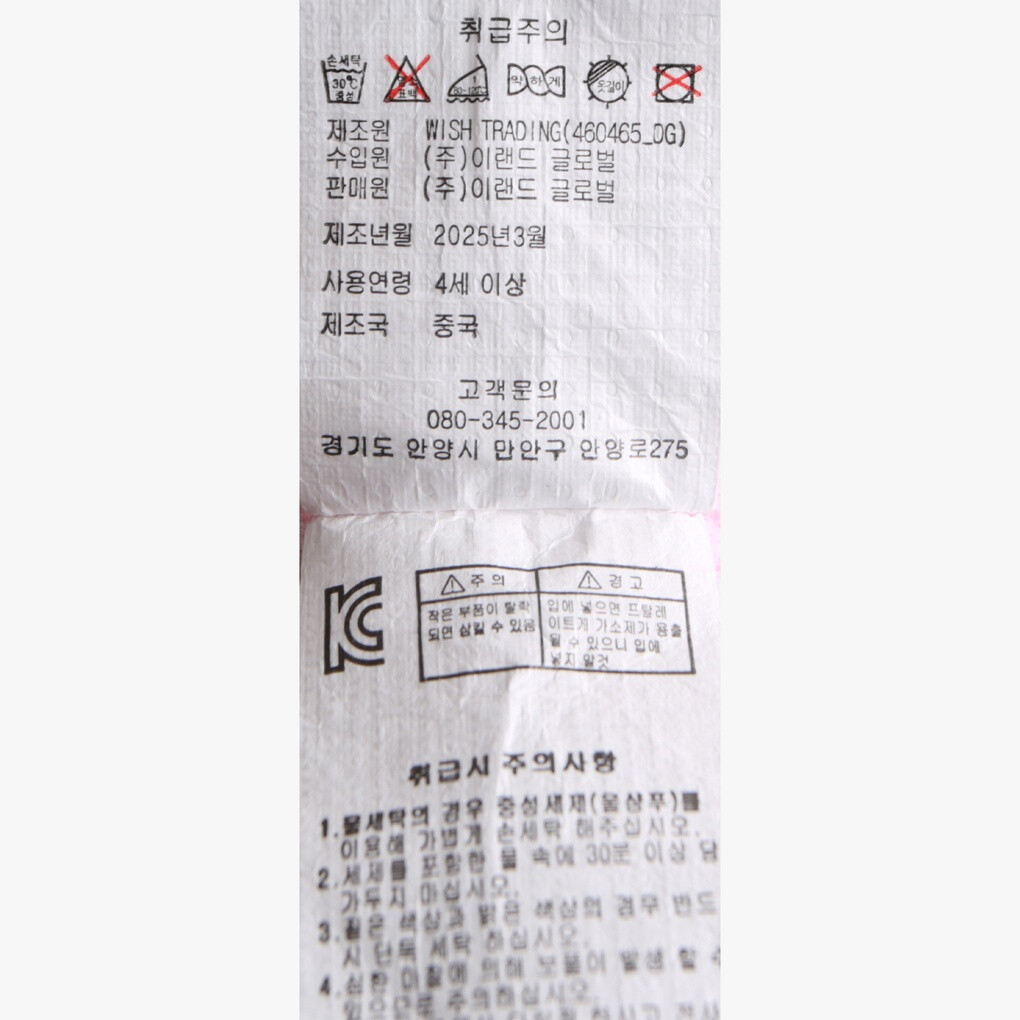 취급주의
손세탁
30℃
중성
표백
1
80-120℃
약하게
옷걸이
제조원 WISH TRADING(460465_DG)
수입원 (주)이랜드 글로벌
판매원 (주)이랜드 글로벌
제조년월 2025년3월
사용연령 4세 이상
제조국 중국
고객문의
080-345-2001
경기도 안양시 만안구 안양로275
KC
주의
작은 부품이 탈락
되면 삼킬 수 있음
경고
입에 넣으면 프탈레
이트계 가소제가 용출
될 수 있으니 입에
넣지 말것
취급시 주의사항
1.물세탁의 경우 중성세제(울샴푸)를
이용해 가볍게 손세탁 해주십시오.
2.세제를 포함한 물 속에 30분 이상 담
가두지 마십시오.
3.짙은 색상과 밝은 색상의 경우 반드
시 단독 세탁 하십시오.
4.심한 마찰에 의해 보풀이 발생 할 수
있으므로 주의하십시오.